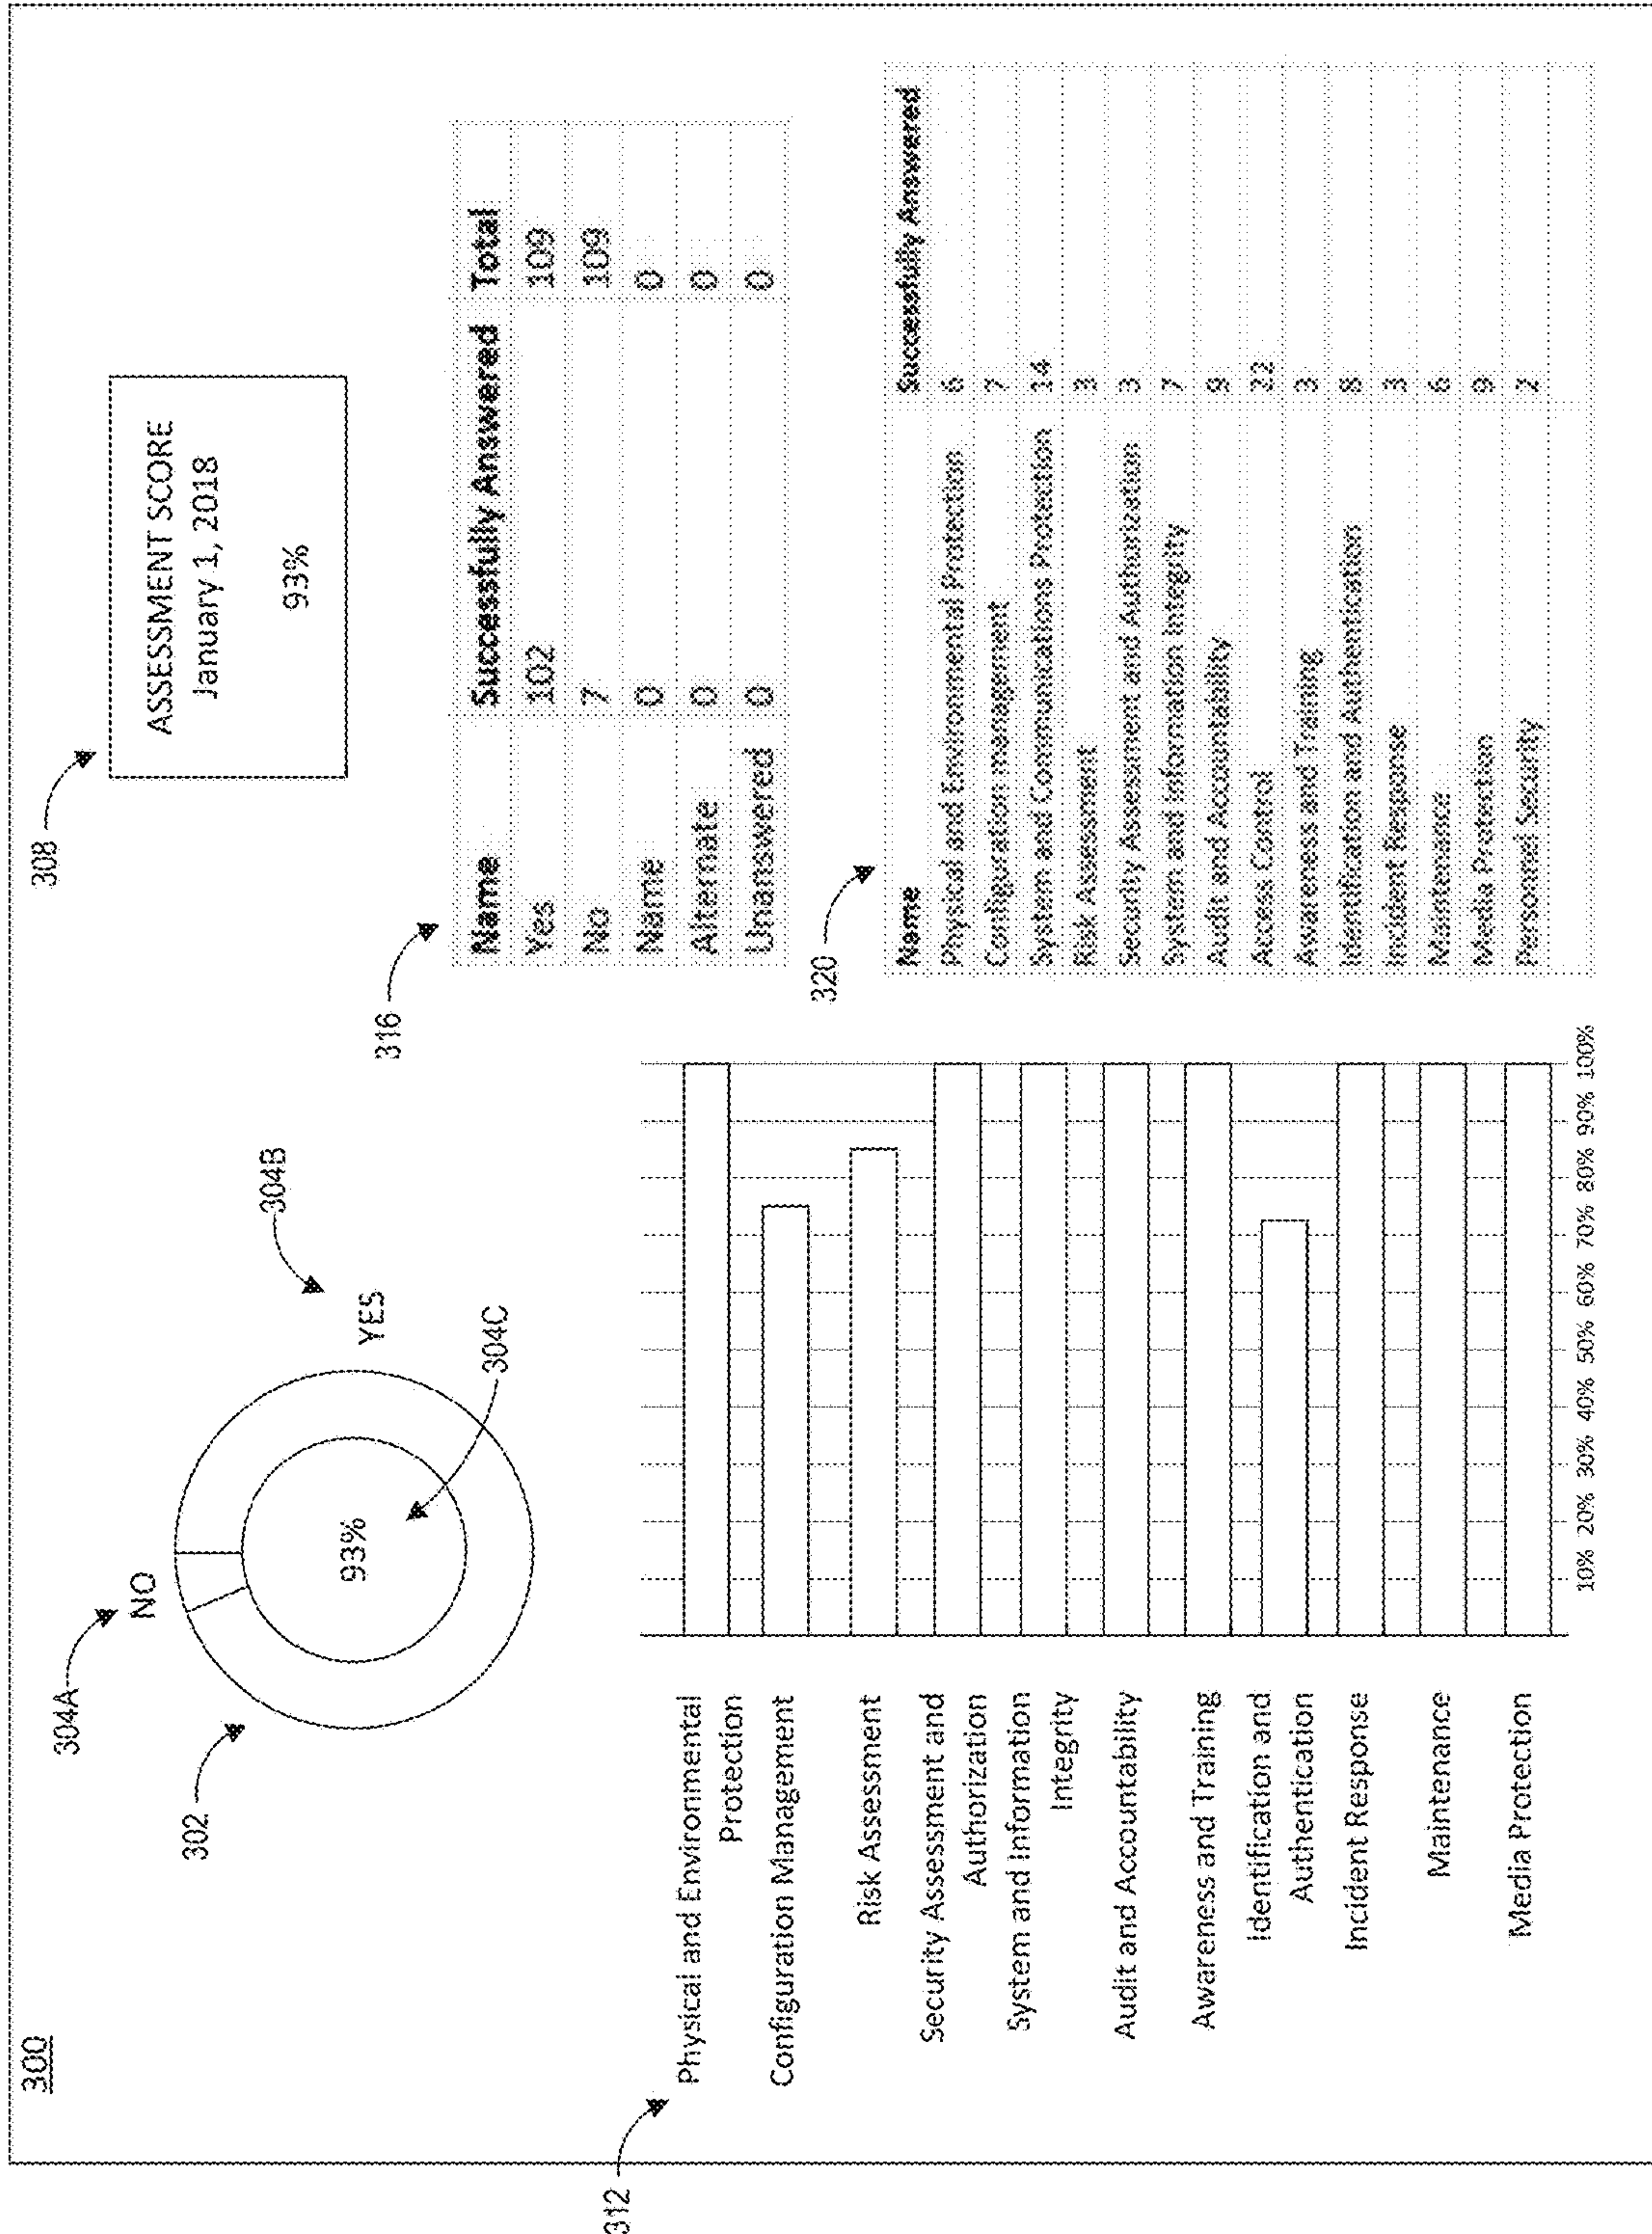 300
304A
NO
302
93%
304B
YES
304C
308
ASSESSMENT SCORE
January 1, 2018
93%
316
Name Successfully Answered Total
Yes 102 109
No 7 109
Name 0 0
Alternate 0 0
Unanswered 0 0
312
Physical and Environmental
Protection
Configuration Management
Risk Assessment
Security Assessment and
Authorization
System and Information
Integrity
Audit and Accountability
Awareness and Training
Identification and
Authentication
Incident Response
Maintenance
Media Protection
10% 20% 30% 40% 50% 60% 70% 80% 90% 100%
320
Name Successfully Answered
Physical and Environmental Protection 6
Configuration management 7
System and Communications Protection 14
Risk Assessment 3
Security Assessment and Authorization 3
System and Information Integrity 7
Audit and Accountability 9
Access Control 22
Awareness and Training 3
Identification and Authentication 8
Incident Response 3
Maintenance 6
Media Protection 9
Personnel Security 2